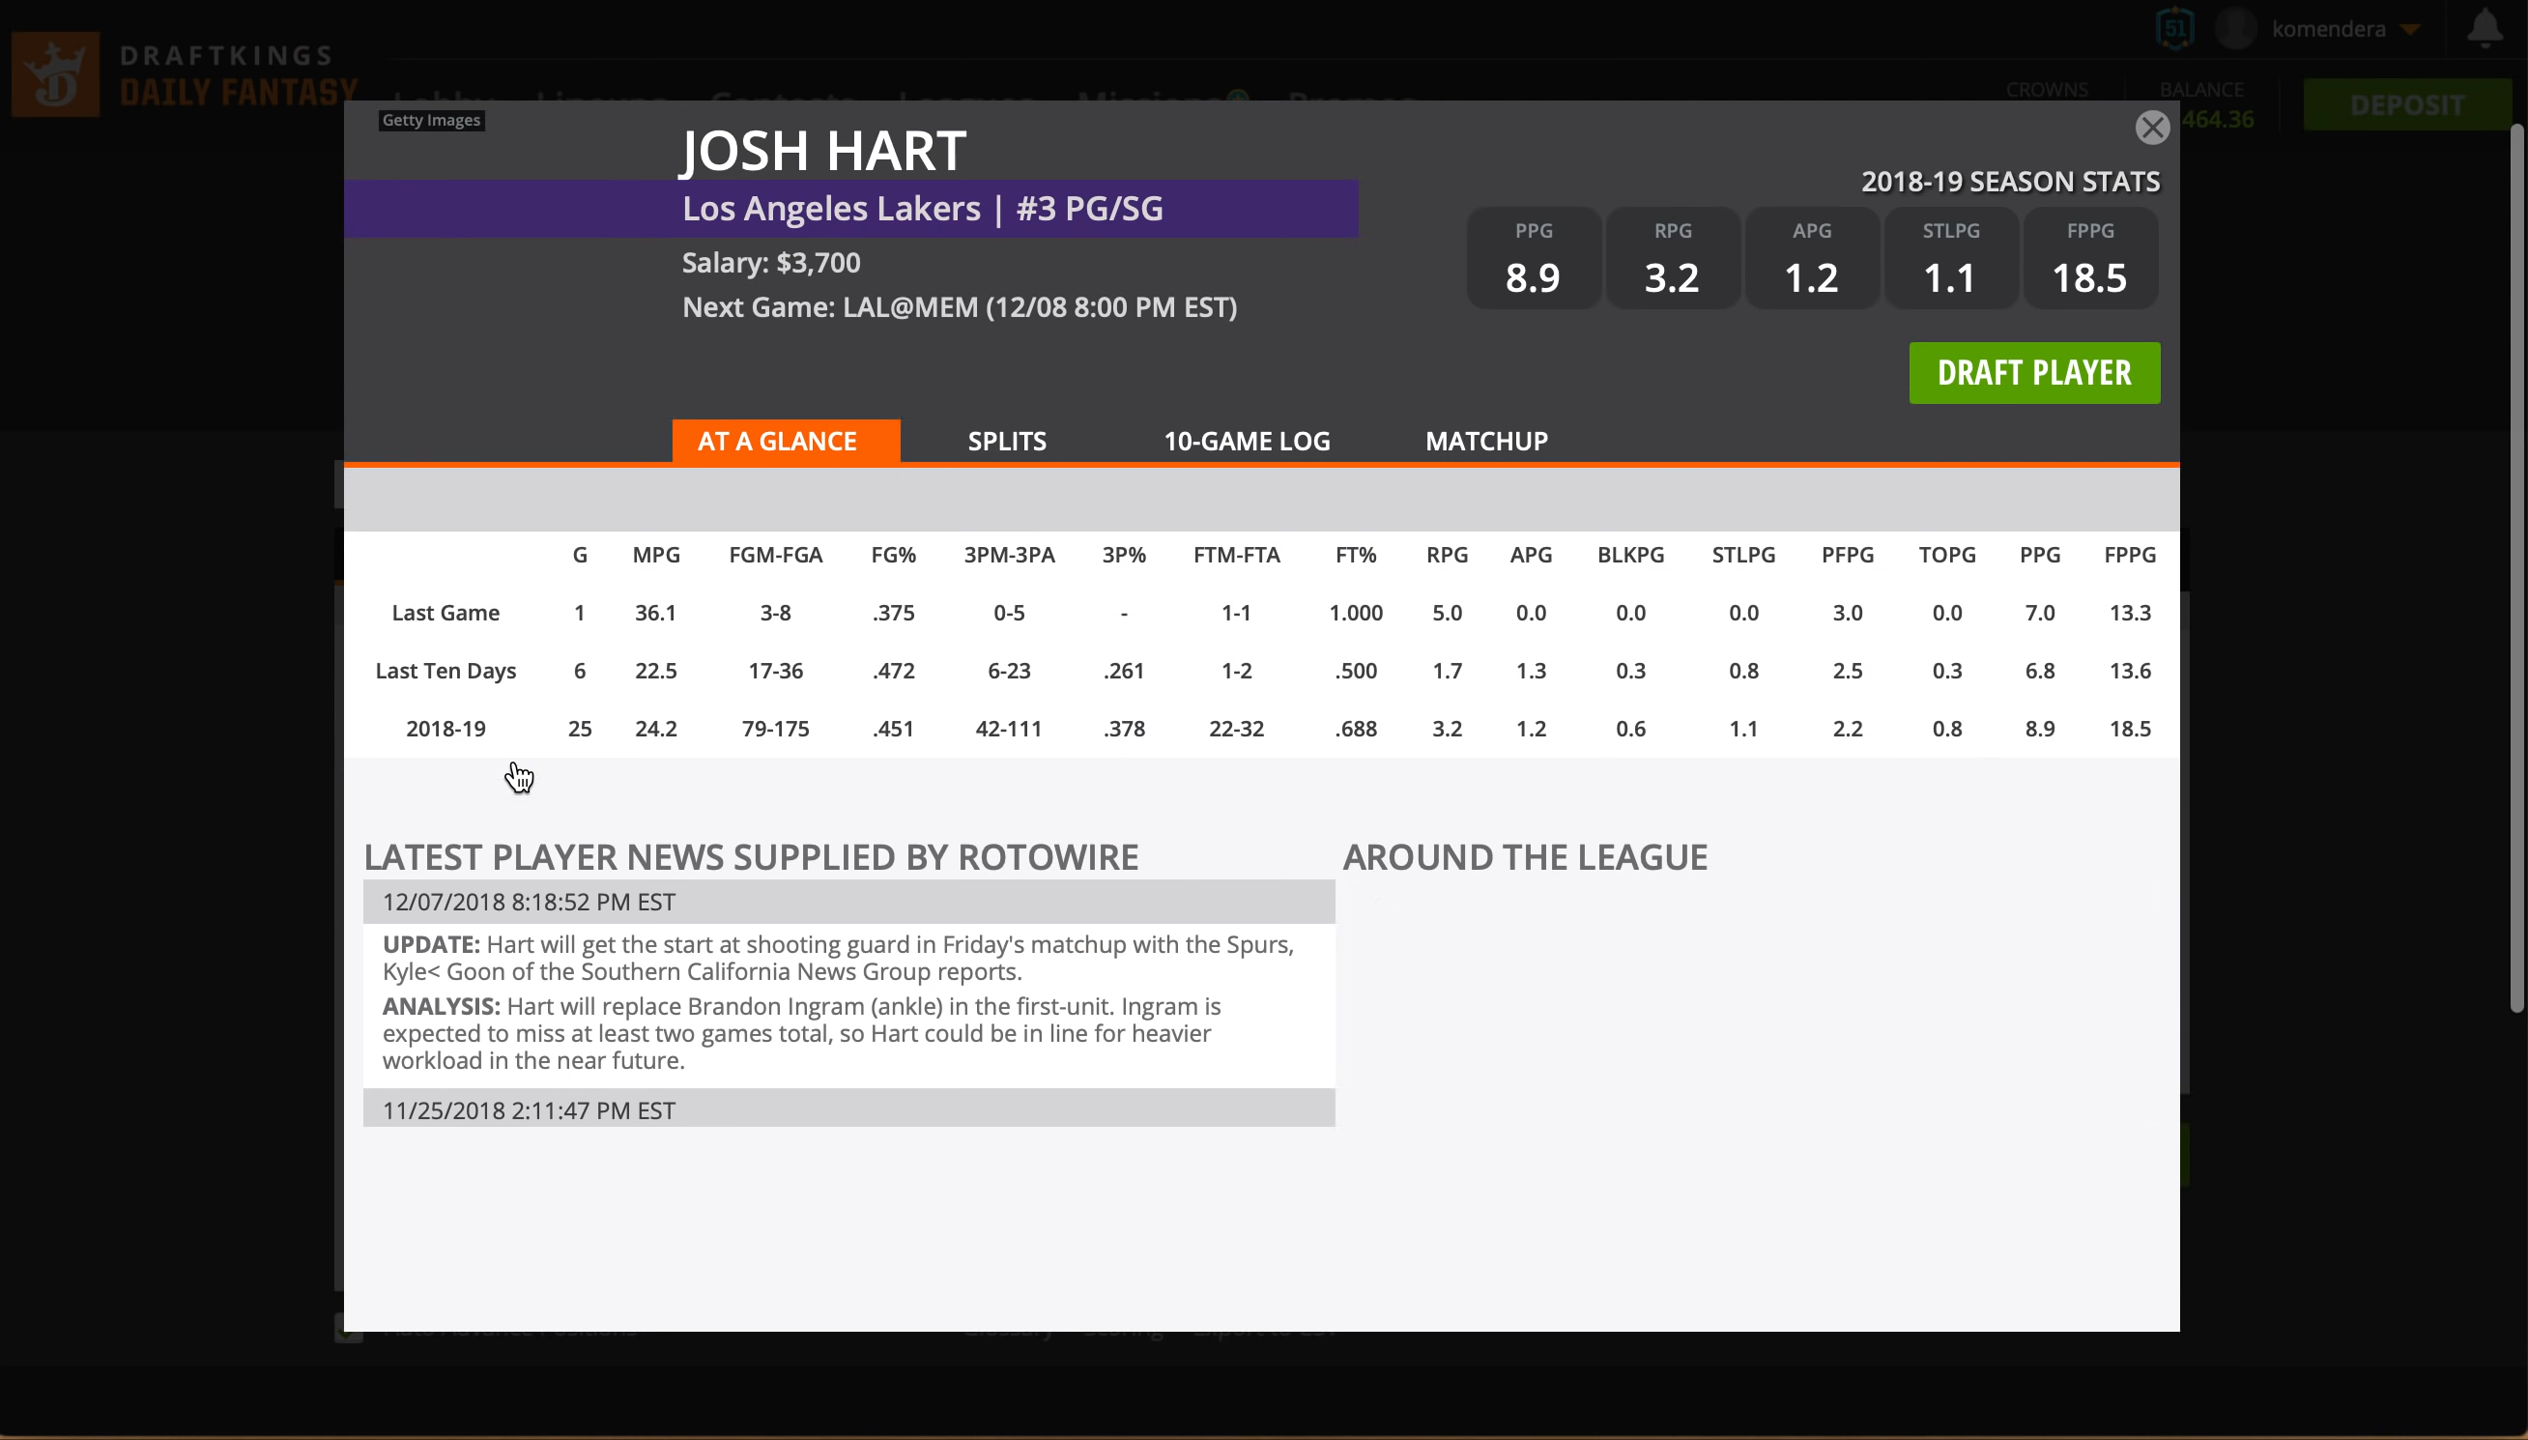 51
komendera
DRAFTKINGS
DAILY FANTASY
CROWNS
BALANCE
464.36
DEPOSIT
Getty Images
JOSH HART
Los Angeles Lakers | #3 PG/SG
Salary: $3,700
Next Game: LAL@MEM (12/08 8:00 PM EST)
2018-19 SEASON STATS
PPG RPG APG STLPG FPPG
8.9 3.2 1.2 1.1 18.5
DRAFT PLAYER
AT A GLANCE SPLITS 10-GAME LOG MATCHUP
G MPG FGM-FGA FG% 3PM-3PA 3P% FTM-FTA FT% RPG APG BLKPG STLPG PFPG TOPG PPG FPPG
Last Game 1 36.1 3-8 .375 0-5 - 1-1 1.000 5.0 0.0 0.0 0.0 3.0 0.0 7.0 13.3
Last Ten Days 6 22.5 17-36 .472 6-23 .261 1-2 .500 1.7 1.3 0.3 0.8 2.5 0.3 6.8 13.6
2018-19 25 24.2 79-175 .451 42-111 .378 22-32 .688 3.2 1.2 0.6 1.1 2.2 0.8 8.9 18.5
LATEST PLAYER NEWS SUPPLIED BY ROTOWIRE
12/07/2018 8:18:52 PM EST
UPDATE: Hart will get the start at shooting guard in Friday's matchup with the Spurs,
Kyle< Goon of the Southern California News Group reports.
ANALYSIS: Hart will replace Brandon Ingram (ankle) in the first-unit. Ingram is
expected to miss at least two games total, so Hart could be in line for heavier
workload in the near future.
11/25/2018 2:11:47 PM EST
AROUND THE LEAGUE